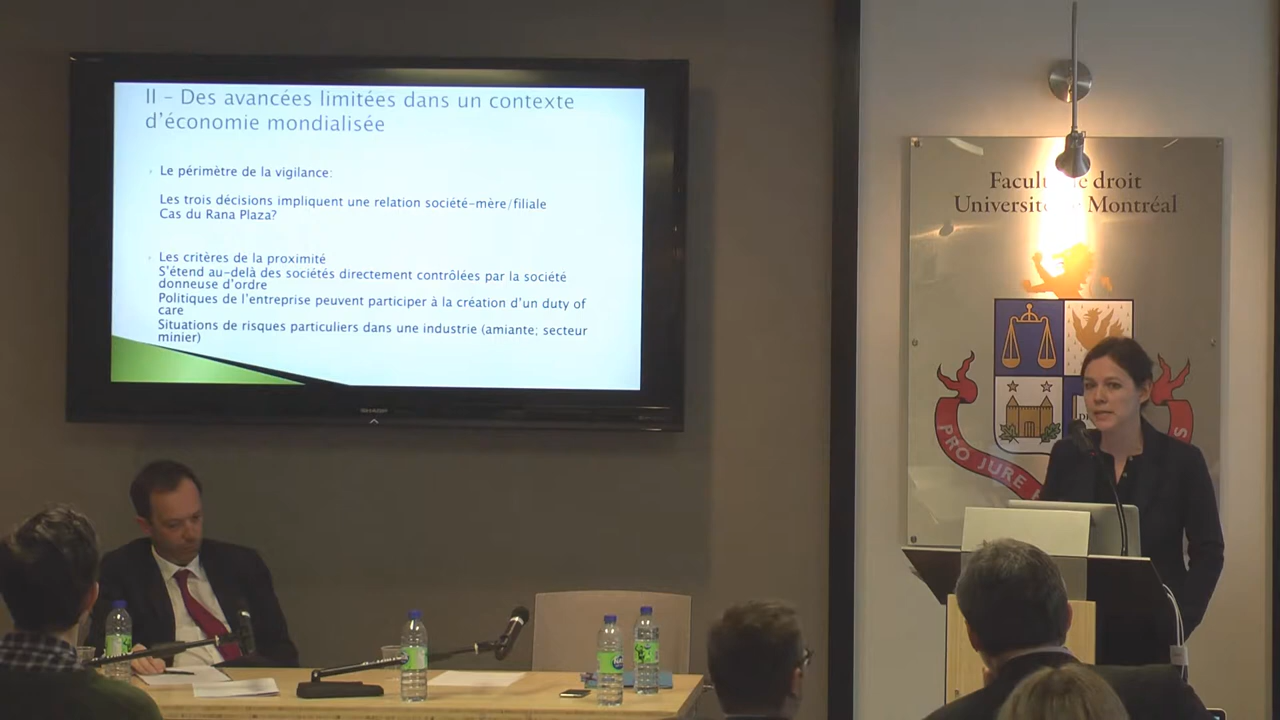 II – Des avancées limitées dans un contexte
d'économie mondialisée
Le périmètre de la vigilance:
Les trois décisions impliquent une relation société-mère/filiale
Cas du Rana Plaza?
Les critères de la proximité
S'étend au-delà des sociétés directement contrôlées par la société
donneuse d'ordre
Politiques de l'entreprise peuvent participer à la création d'un duty of
care
Situations de risques particuliers dans une industrie (amiante; secteur
minier)
SHARP
Faculté de droit
Université de Montréal
PRO JURE